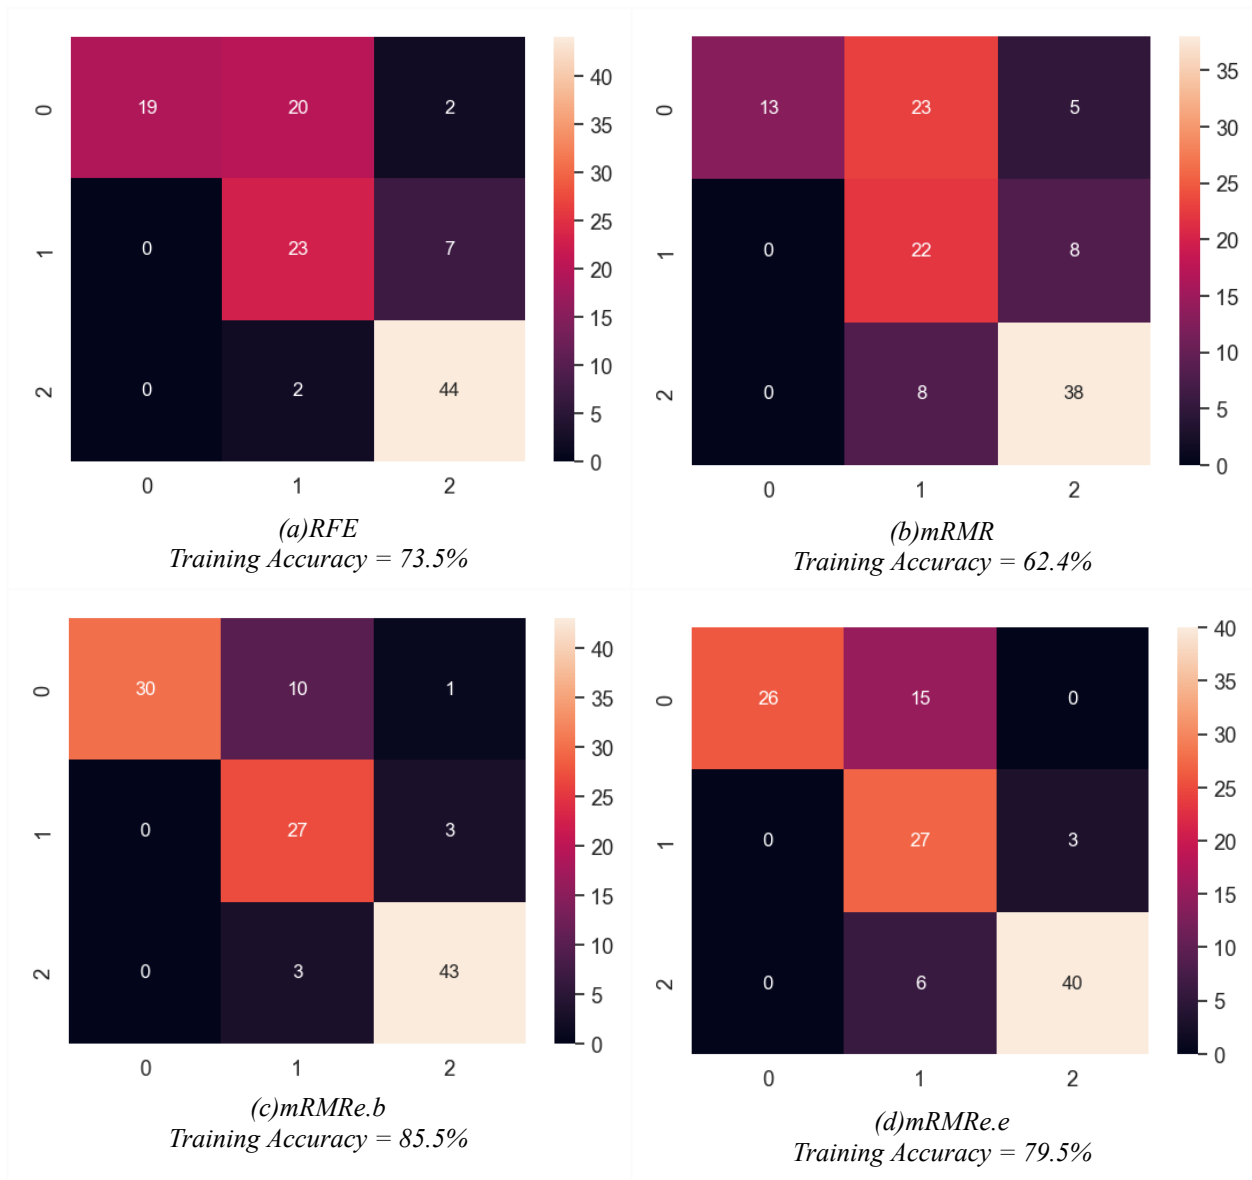 0 19 20 2
1 0 23 7
2 0 2 44
0 1 2
40
35
30
25
20
15
10
5
0
(a)RFE
Training Accuracy = 73.5%
0 13 23 5
1 0 22 8
2 0 8 38
0 1 2
35
30
25
20
15
10
5
0
(b)mRMR
Training Accuracy = 62.4%
0 30 10 1
1 0 27 3
2 0 3 43
0 1 2
40
35
30
25
20
15
10
5
0
(c)mRMRe.b
Training Accuracy = 85.5%
0 26 15 0
1 0 27 3
2 0 6 40
0 1 2
40
35
30
25
20
15
10
5
0
(d)mRMRe.e
Training Accuracy = 79.5%